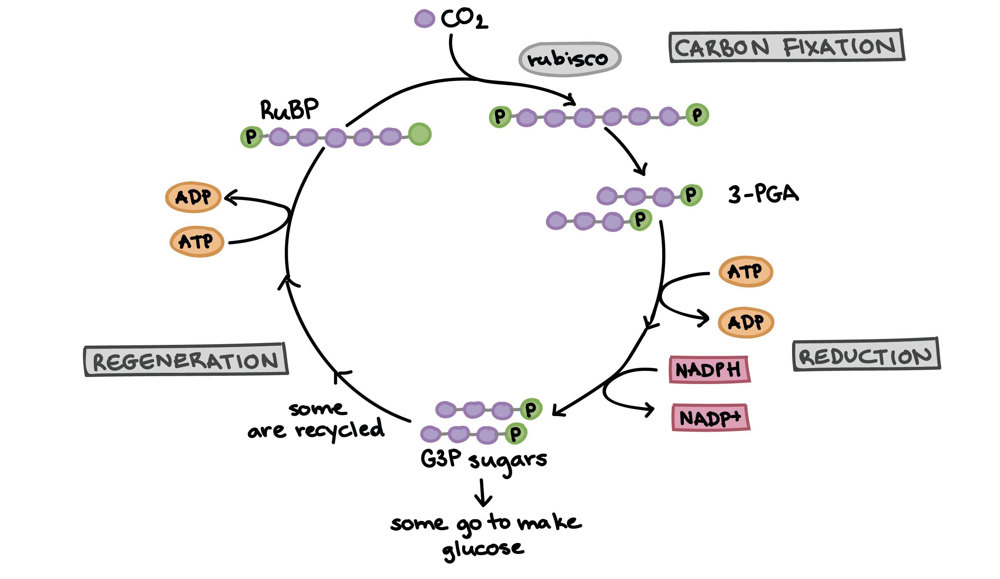 CO2
rubisco
CARBON FIXATION
RuBP
P
P P
P
3-PGA
P
ADP
ATP
ATP
ADP
REGENERATION
REDUCTION
NADPH
NADP+
some
are recycled
P
P
G3P sugars
some go to make
glucose